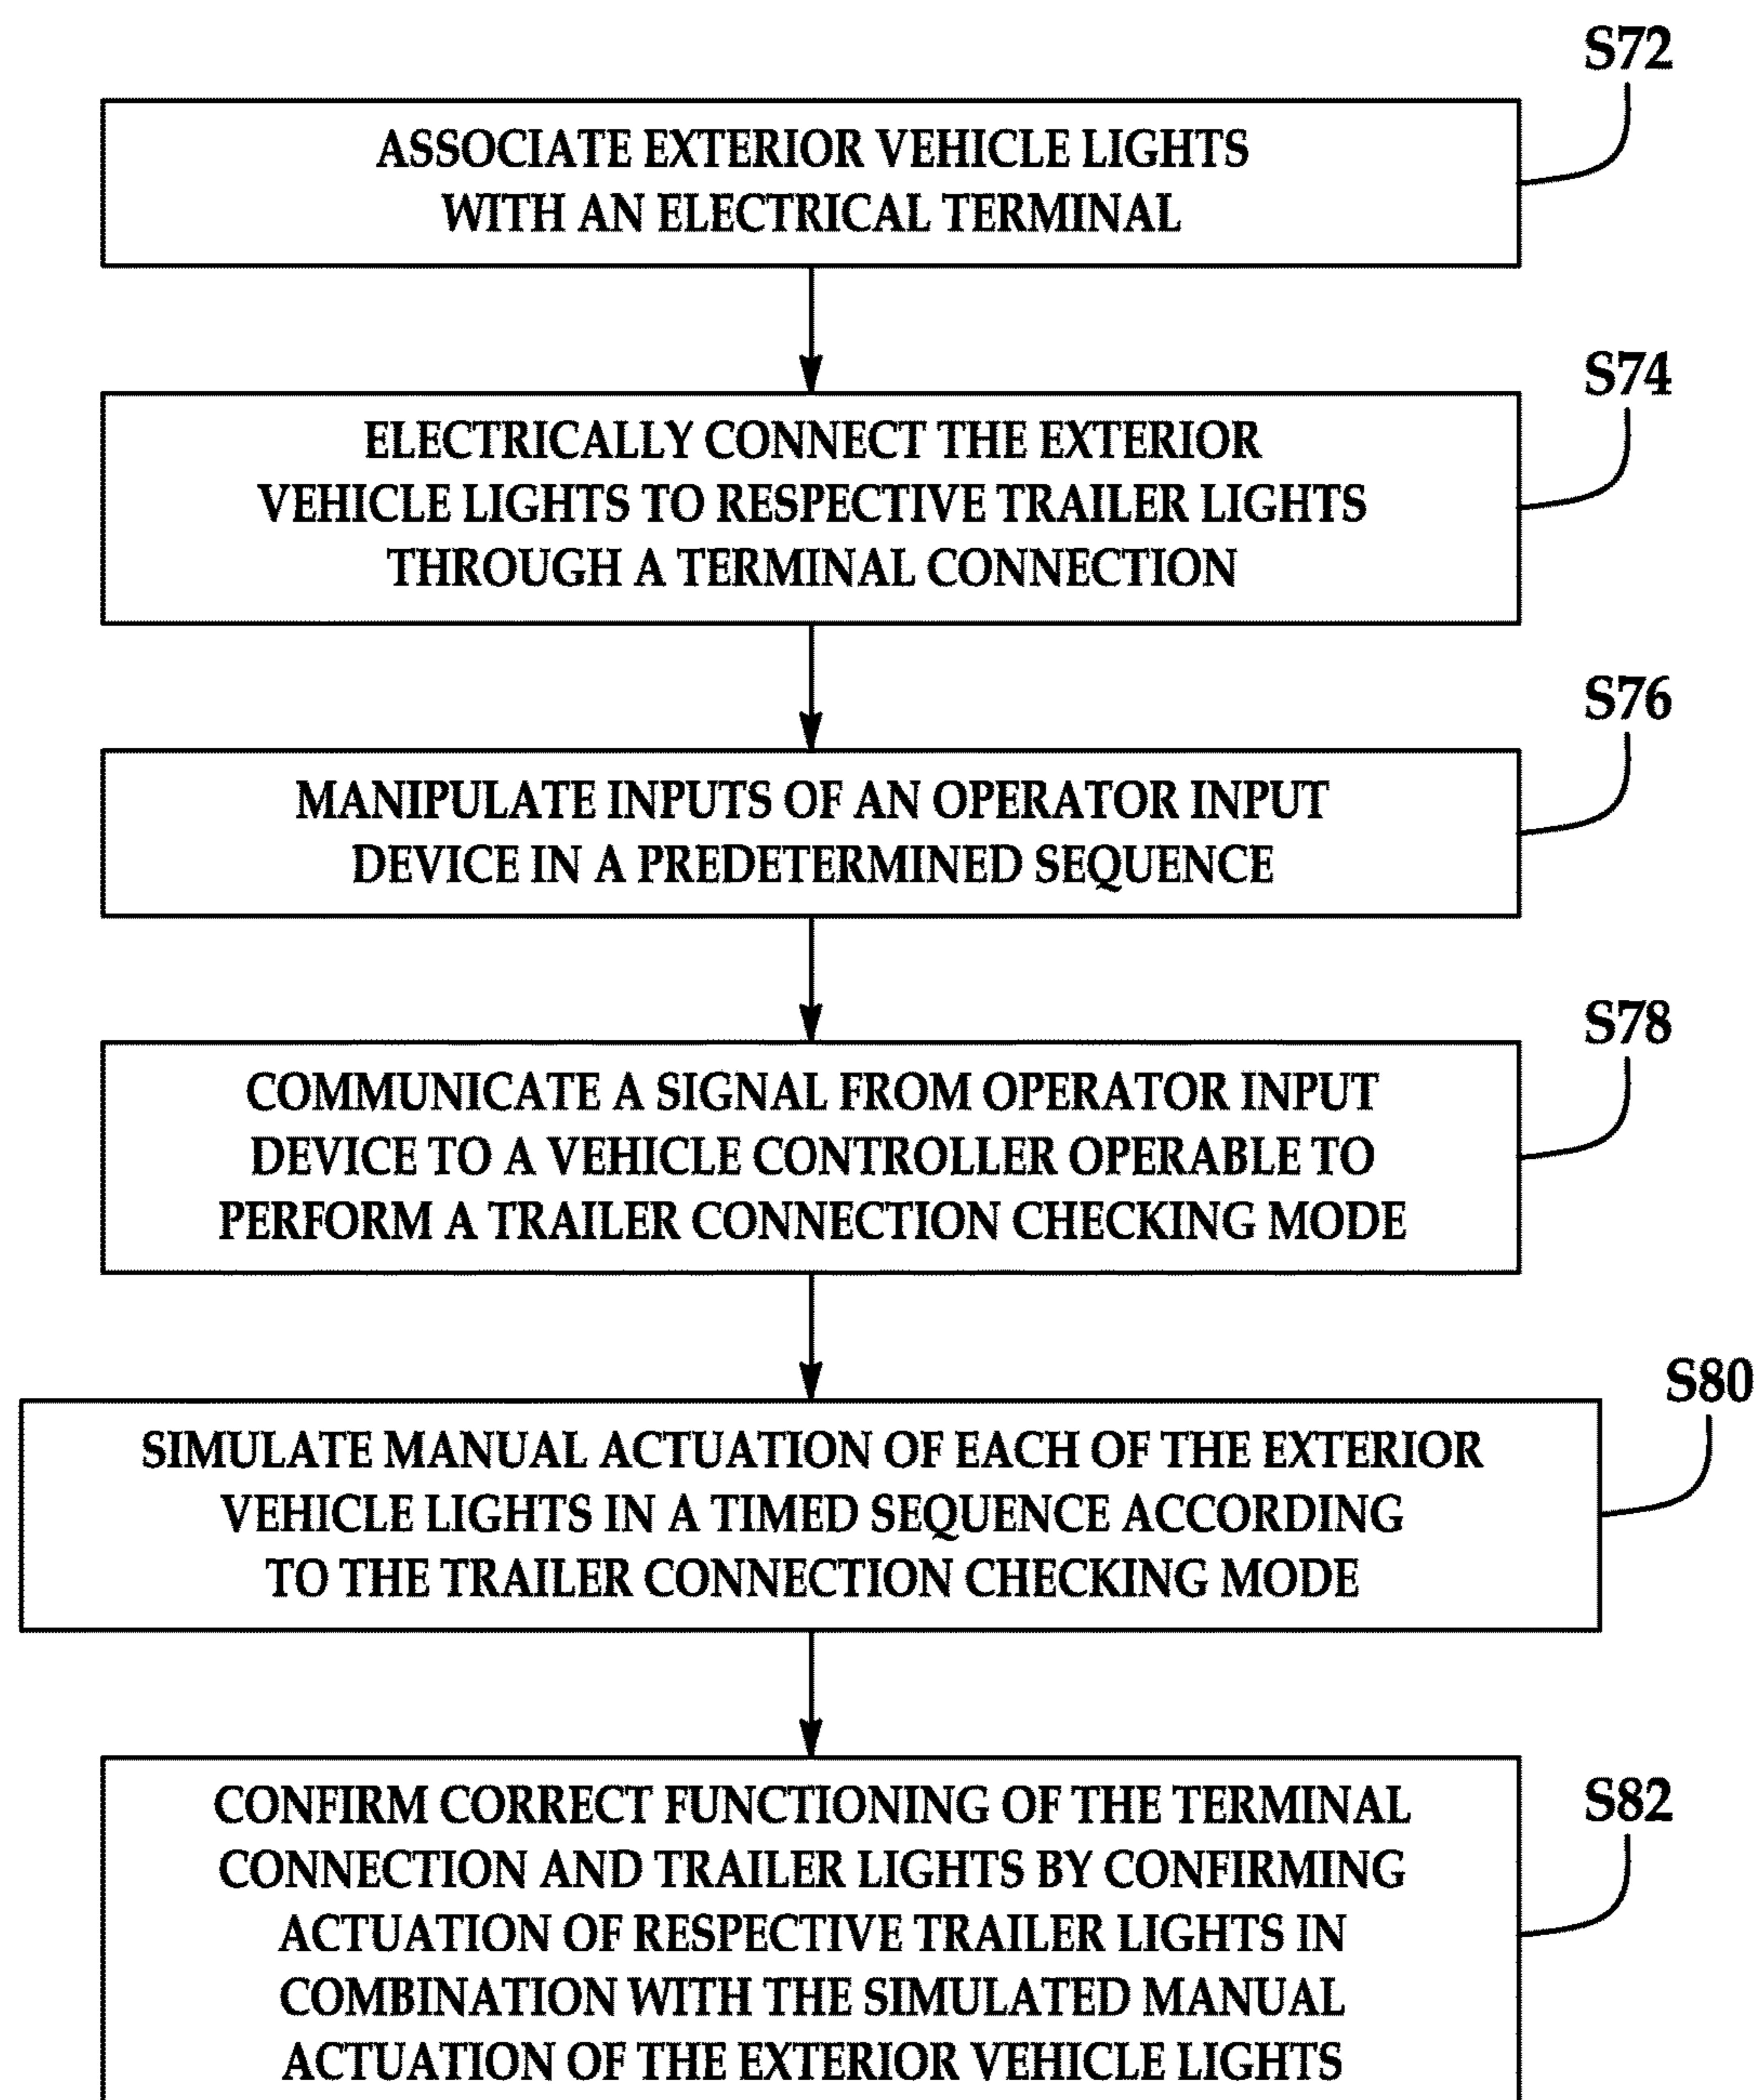 S72
ASSOCIATE EXTERIOR VEHICLE LIGHTS
WITH AN ELECTRICAL TERMINAL
S74
ELECTRICALLY CONNECT THE EXTERIOR
VEHICLE LIGHTS TO RESPECTIVE TRAILER LIGHTS
THROUGH A TERMINAL CONNECTION
S76
MANIPULATE INPUTS OF AN OPERATOR INPUT
DEVICE IN A PREDETERMINED SEQUENCE
S78
COMMUNICATE A SIGNAL FROM OPERATOR INPUT
DEVICE TO A VEHICLE CONTROLLER OPERABLE TO
PERFORM A TRAILER CONNECTION CHECKING MODE
S80
SIMULATE MANUAL ACTUATION OF EACH OF THE EXTERIOR
VEHICLE LIGHTS IN A TIMED SEQUENCE ACCORDING
TO THE TRAILER CONNECTION CHECKING MODE
S82
CONFIRM CORRECT FUNCTIONING OF THE TERMINAL
CONNECTION AND TRAILER LIGHTS BY CONFIRMING
ACTUATION OF RESPECTIVE TRAILER LIGHTS IN
COMBINATION WITH THE SIMULATED MANUAL
ACTUATION OF THE EXTERIOR VEHICLE LIGHTS